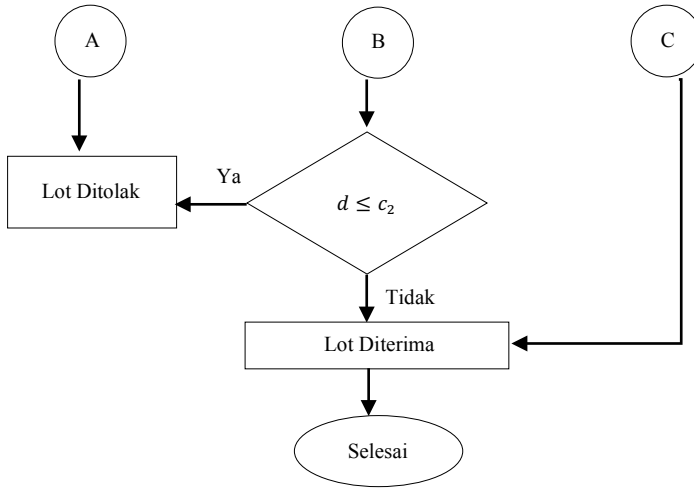 A
B
C
Ya
Lot Ditolak
d ≤ c₂
Tidak
Lot Diterima
Selesai